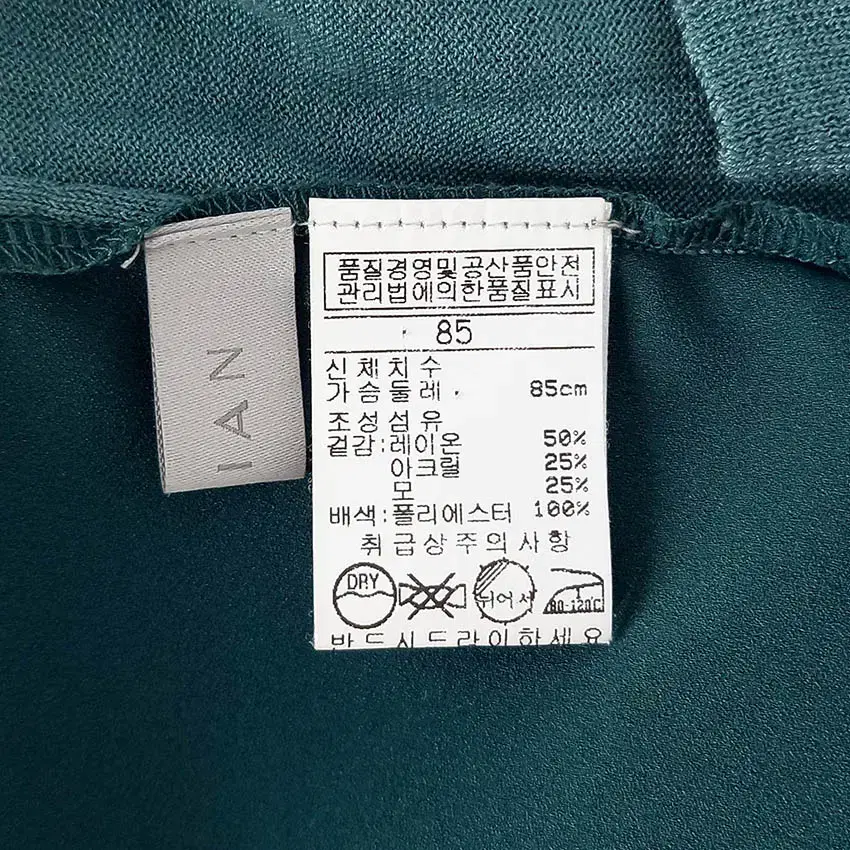 IAN
품질경영및공산품안전
관리법에의한품질표시
85
신체치수
가슴둘레 85cm
조성섬유
겉감:레이온 50%
아크릴 25%
모 25%
배색:폴리에스터 100%
취급상주의사항
DRY
뉘어서
80-120℃
반드시드라이하세요